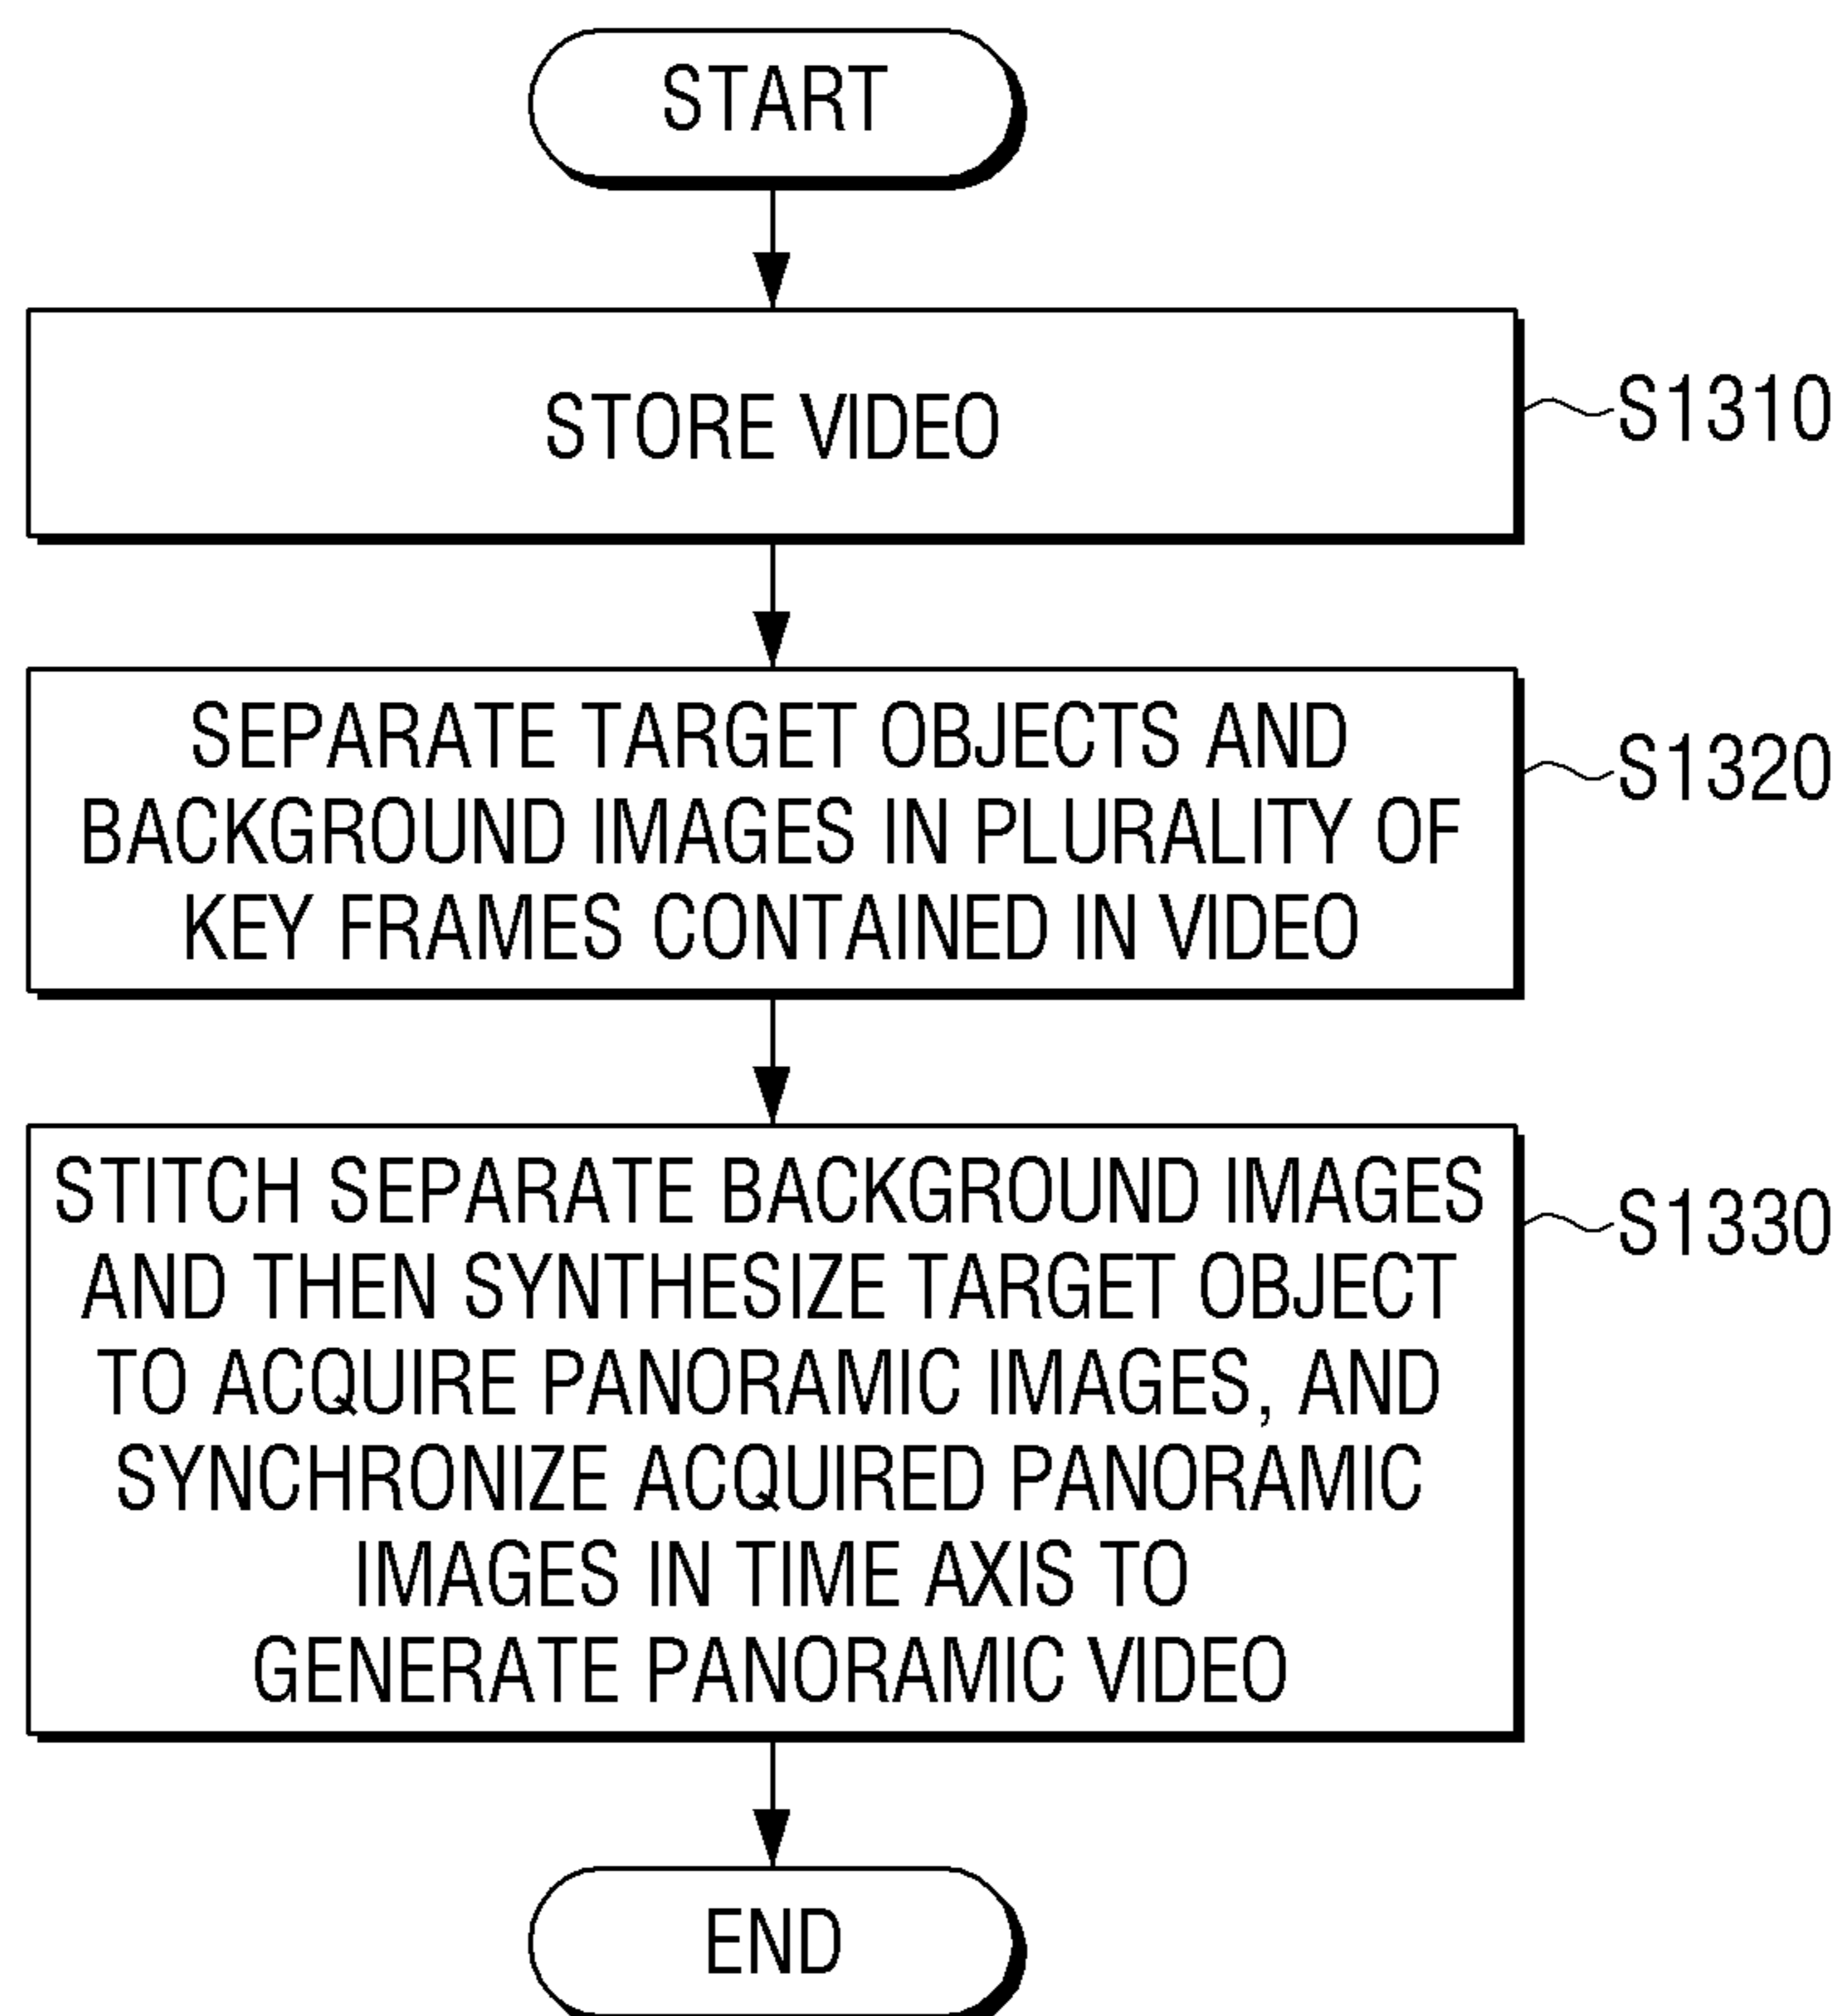 START
STORE VIDEO
S1310
SEPARATE TARGET OBJECTS AND
BACKGROUND IMAGES IN PLURALITY OF
KEY FRAMES CONTAINED IN VIDEO
S1320
STITCH SEPARATE BACKGROUND IMAGES
AND THEN SYNTHESIZE TARGET OBJECT
TO ACQUIRE PANORAMIC IMAGES, AND
SYNCHRONIZE ACQUIRED PANORAMIC
IMAGES IN TIME AXIS TO
GENERATE PANORAMIC VIDEO
S1330
END